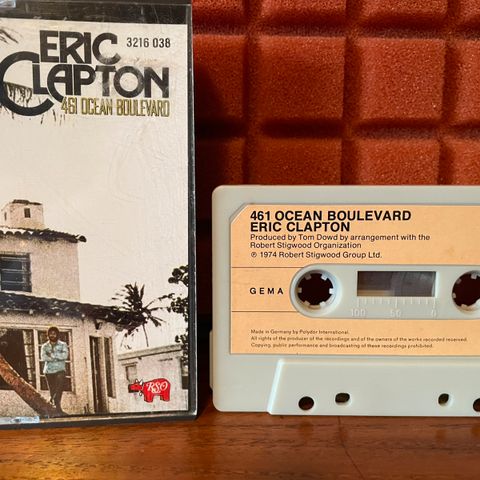 ERIC
CLAPTON
3216 038
461 OCEAN BOULEVARD
RSO
461 OCEAN BOULEVARD
ERIC CLAPTON
Produced by Tom Dowd by arrangement with the
Robert Stigwood Organization
℗ 1974 Robert Stigwood Group Ltd.
GEMA
100 50 0
Made in Germany by Polydor International.
All rights of the producer of the recordings and of the owners of the works recorded reserved.
Copying, public performance and broadcasting of these recordings prohibited.